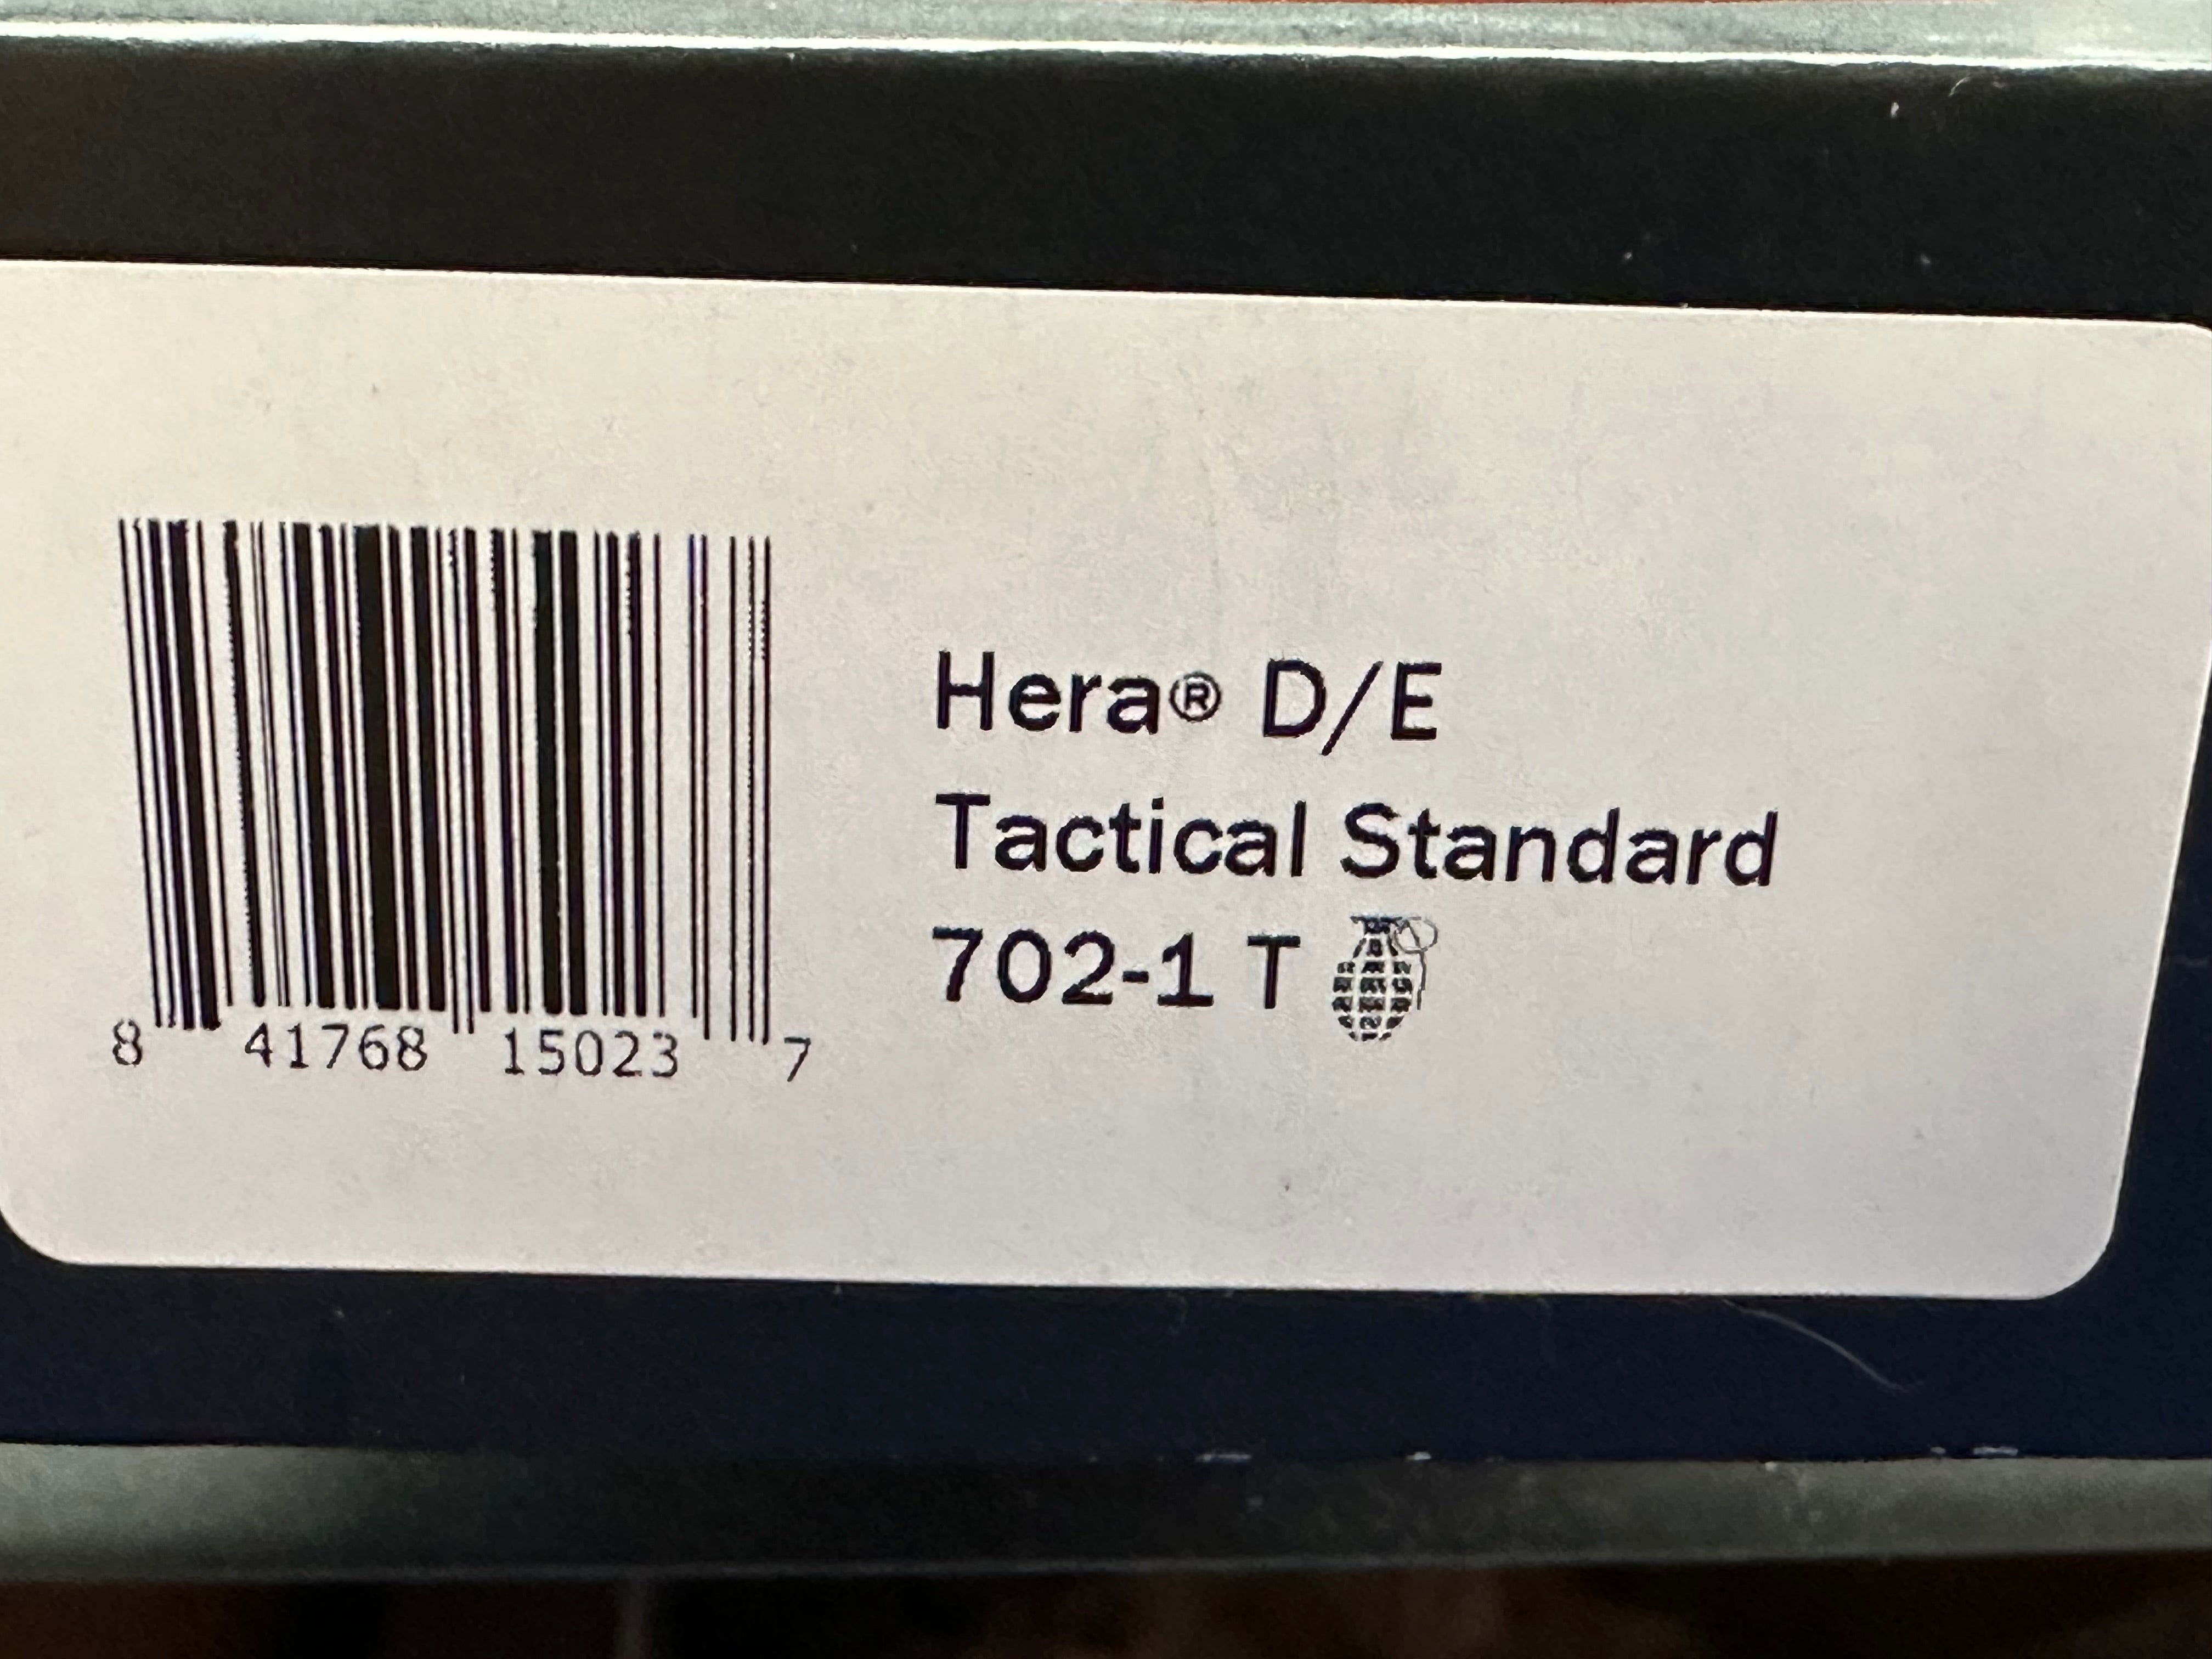 Hera® D/E
Tactical Standard
702-1 T
8 41768 15023 7